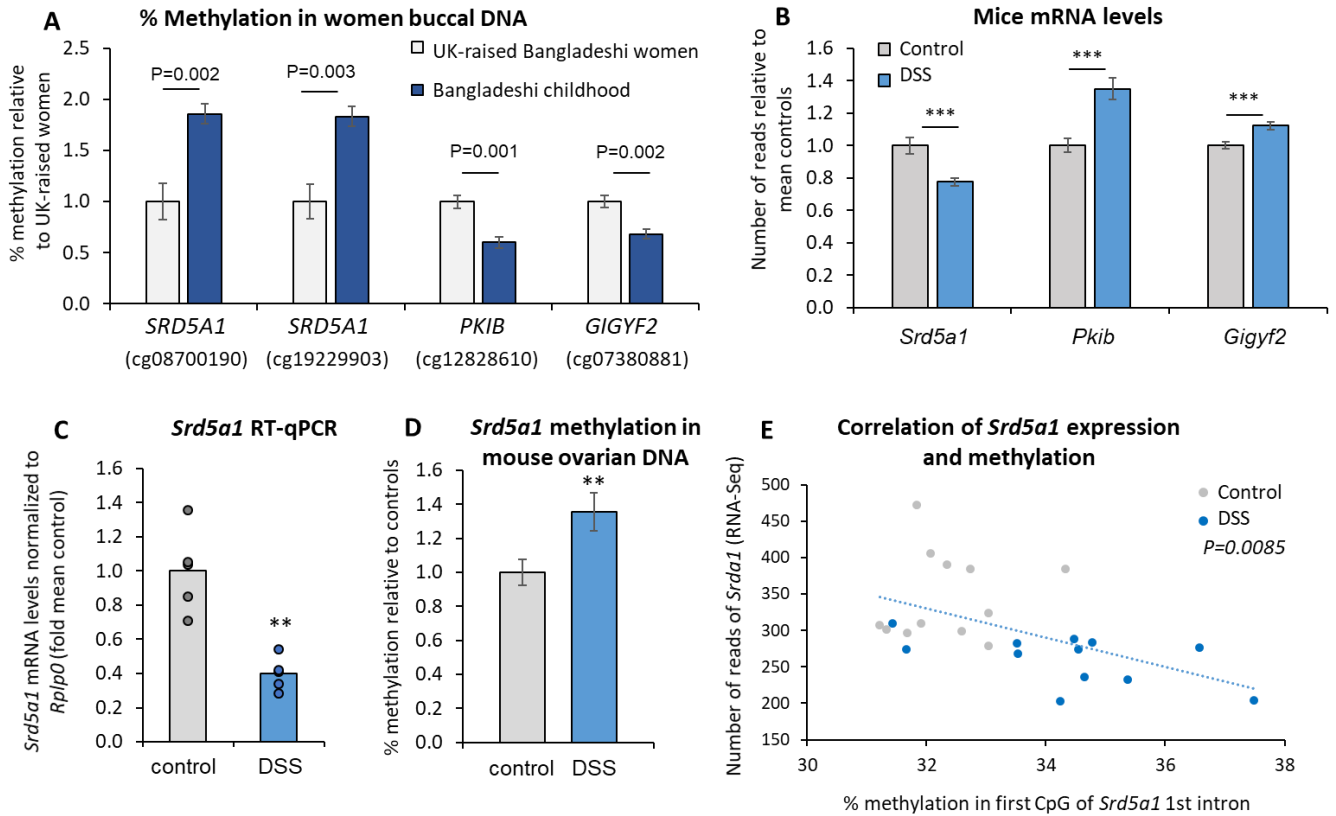 A
% Methylation in women buccal DNA
% methylation relative
to UK-raised women
2.5
2.0
1.5
1.0
0.5
0.0
UK-raised Bangladeshi women
Bangladeshi childhood
P=0.002
P=0.003
P=0.001
P=0.002
SRD5A1 SRD5A1 PKIB GIGYF2
(cg08700190) (cg19229903) (cg12828610) (cg07380881)
B
Mice mRNA levels
Number of reads relative to
mean controls
1.6
1.4
1.2
1.0
0.8
0.6
0.4
0.2
0.0
Control
DSS
***
***
***
Srd5a1 Pkib Gigyf2
C
Srd5a1 RT-qPCR
Srd5a1 mRNA levels normalized to
Rplp0 (fold mean control)
1.6
1.4
1.2
1.0
0.8
0.6
0.4
0.2
0.0
**
control DSS
D
Srd5a1 methylation in
mouse ovarian DNA
% methylation relative to controls
1.6
1.4
1.2
1.0
0.8
0.6
0.4
0.2
0.0
**
control DSS
E
Correlation of Srd5a1 expression
and methylation
Number of reads of Srda1 (RNA-Seq)
500
450
400
350
300
250
200
150
Control
DSS
P=0.0085
30 32 34 36 38
% methylation in first CpG of Srd5a1 1st intron